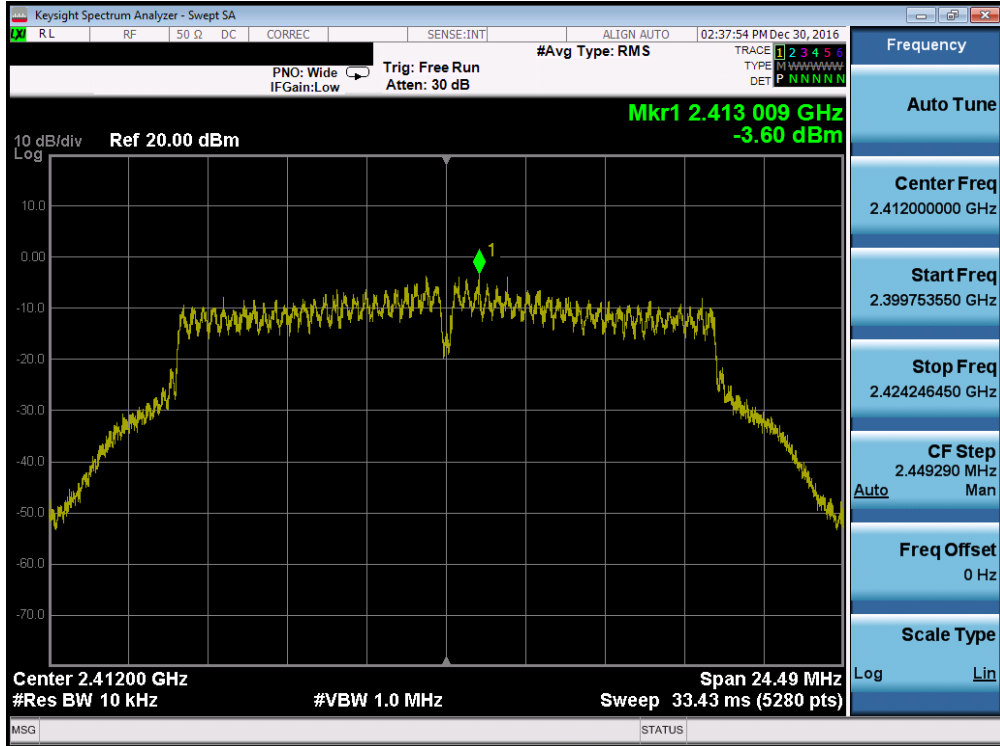 Keysight Spectrum Analyzer - Swept SA
LXI RL RF 50 Ω DC CORREC SENSE:INT ALIGN AUTO 02:37:54 PM Dec 30, 2016
PNO: Wide
IFGain:Low
Trig: Free Run
Atten: 30 dB
#Avg Type: RMS
TRACE 1 2 3 4 5 6
TYPE M WWWWW
DET P N N N N N
Mkr1 2.413 009 GHz
-3.60 dBm
10 dB/div Ref 20.00 dBm
Log
10.0
0.00
-10.0
-20.0
-30.0
-40.0
-50.0
-60.0
-70.0
1
Center 2.41200 GHz Span 24.49 MHz
#Res BW 10 kHz #VBW 1.0 MHz Sweep 33.43 ms (5280 pts)
MSG STATUS
Frequency
Auto Tune
Center Freq
2.412000000 GHz
Start Freq
2.399753550 GHz
Stop Freq
2.424246450 GHz
CF Step
2.449290 MHz
Auto Man
Freq Offset
0 Hz
Scale Type
Log Lin